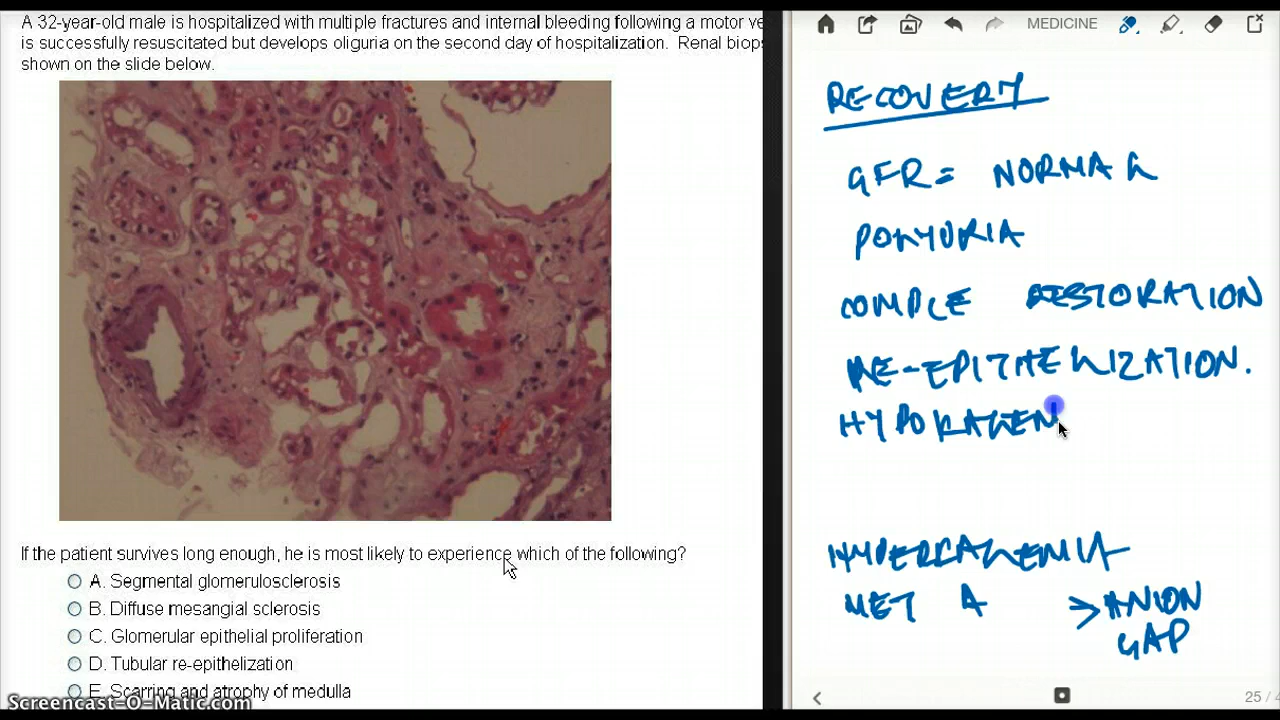 A 32-year-old male is hospitalized with multiple fractures and internal bleeding following a motor ve
is successfully resuscitated but develops oliguria on the second day of hospitalization. Renal biops
shown on the slide below.
If the patient survives long enough, he is most likely to experience which of the following?
A. Segmental glomerulosclerosis
B. Diffuse mesangial sclerosis
C. Glomerular epithelial proliferation
D. Tubular re-epithelization
E. Scarring and atrophy of medulla
Screencast-O-Matic.com
MEDICINE
RECOVERY
GFR = NORMAL
POLYURIA
COMPLE RESTORATION
RE-EPITHELIZATION.
HYPOKALEM
HYPERCALEMIA
MET A > ANION
GAP
25 / 4